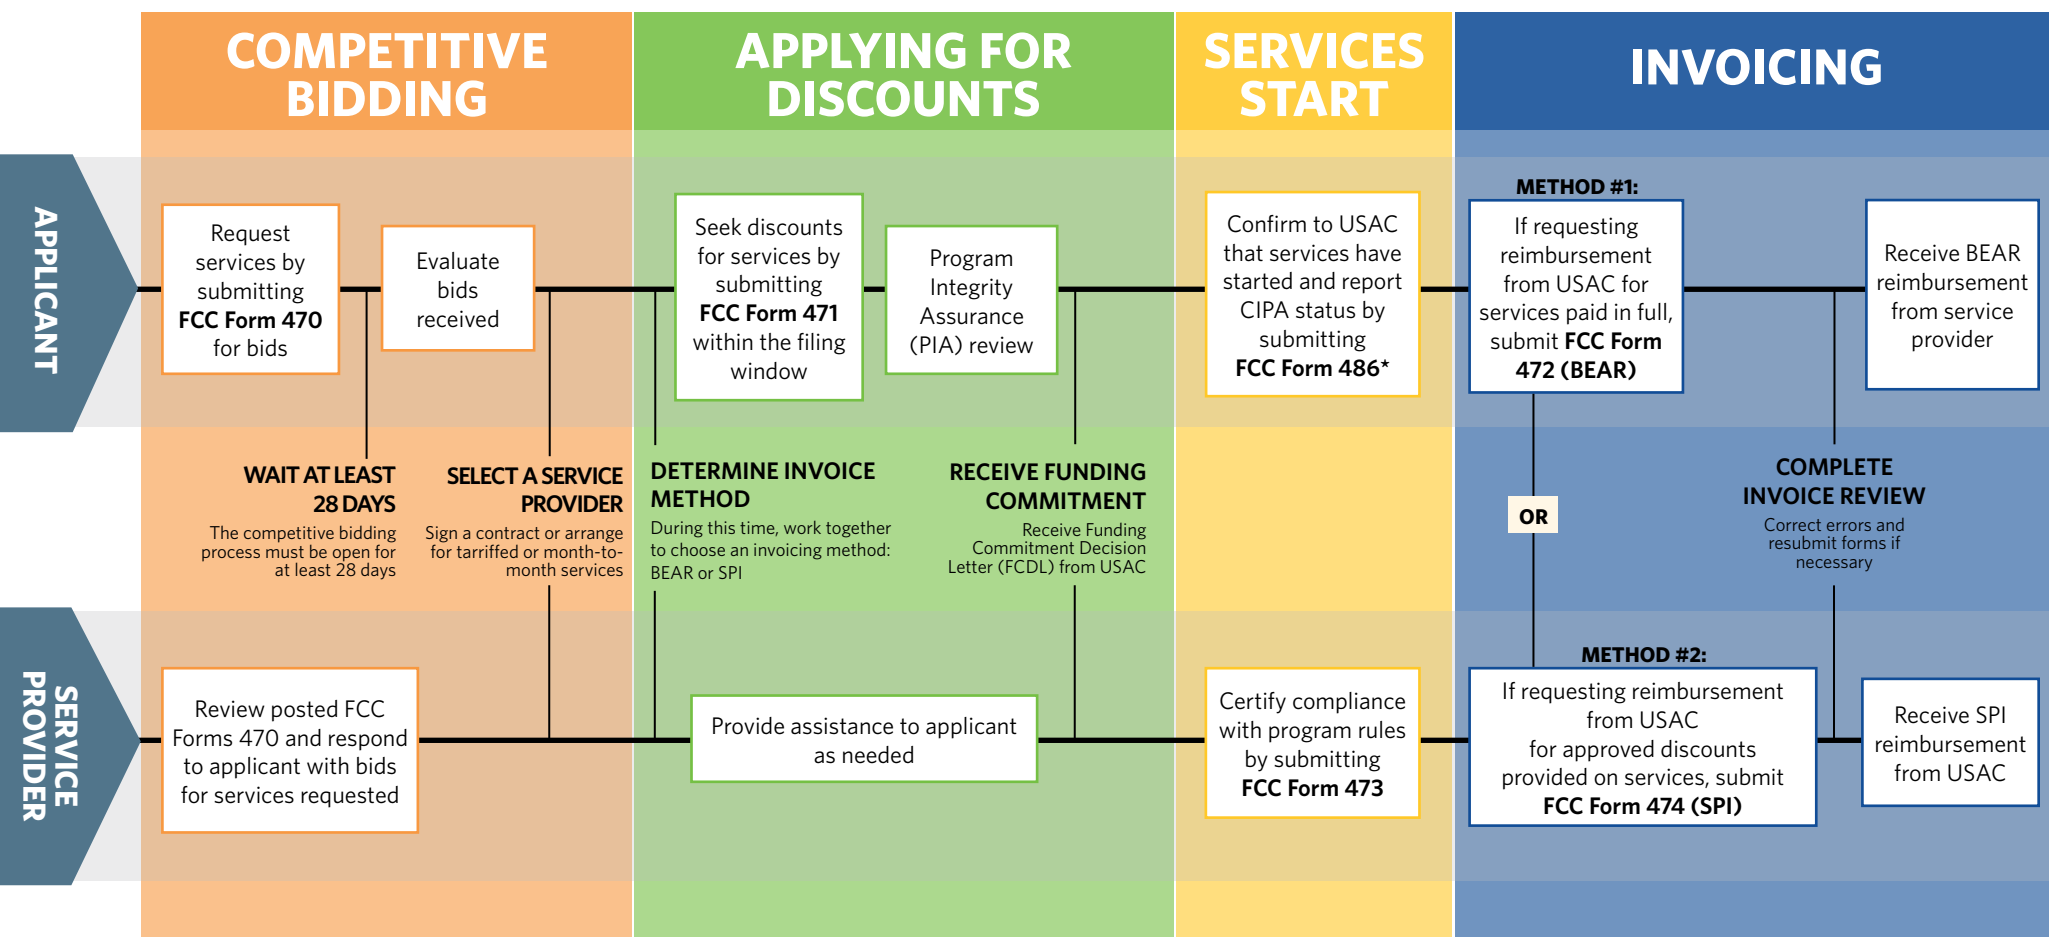 COMPETITIVE
BIDDING
APPLYING FOR
DISCOUNTS
SERVICES
START
INVOICING
APPLICANT
Request
services by
submitting
FCC Form 470
for bids
Evaluate
bids
received
Seek discounts
for services by
submitting
FCC Form 471
within the filing
window
Program
Integrity
Assurance
(PIA) review
Confirm to USAC
that services have
started and report
CIPA status by
submitting
FCC Form 486*
METHOD #1:
If requesting
reimbursement
from USAC for
services paid in full,
submit FCC Form
472 (BEAR)
Receive BEAR
reimbursement
from service
provider
WAIT AT LEAST
28 DAYS
The competitive bidding
process must be open for
at least 28 days
SELECT A SERVICE
PROVIDER
Sign a contract or arrange
for tarriffed or month-to-
month services
DETERMINE INVOICE
METHOD
During this time, work together
to choose an invoicing method:
BEAR or SPI
RECEIVE FUNDING
COMMITMENT
Receive Funding
Commitment Decision
Letter (FCDL) from USAC
OR
COMPLETE
INVOICE REVIEW
Correct errors and
resubmit forms if
necessary
SERVICE
PROVIDER
Review posted FCC
Forms 470 and respond
to applicant with bids
for services requested
Provide assistance to applicant
as needed
Certify compliance
with program rules
by submitting
FCC Form 473
METHOD #2:
If requesting reimbursement
from USAC
for approved discounts
provided on services, submit
FCC Form 474 (SPI)
Receive SPI
reimbursement
from USAC